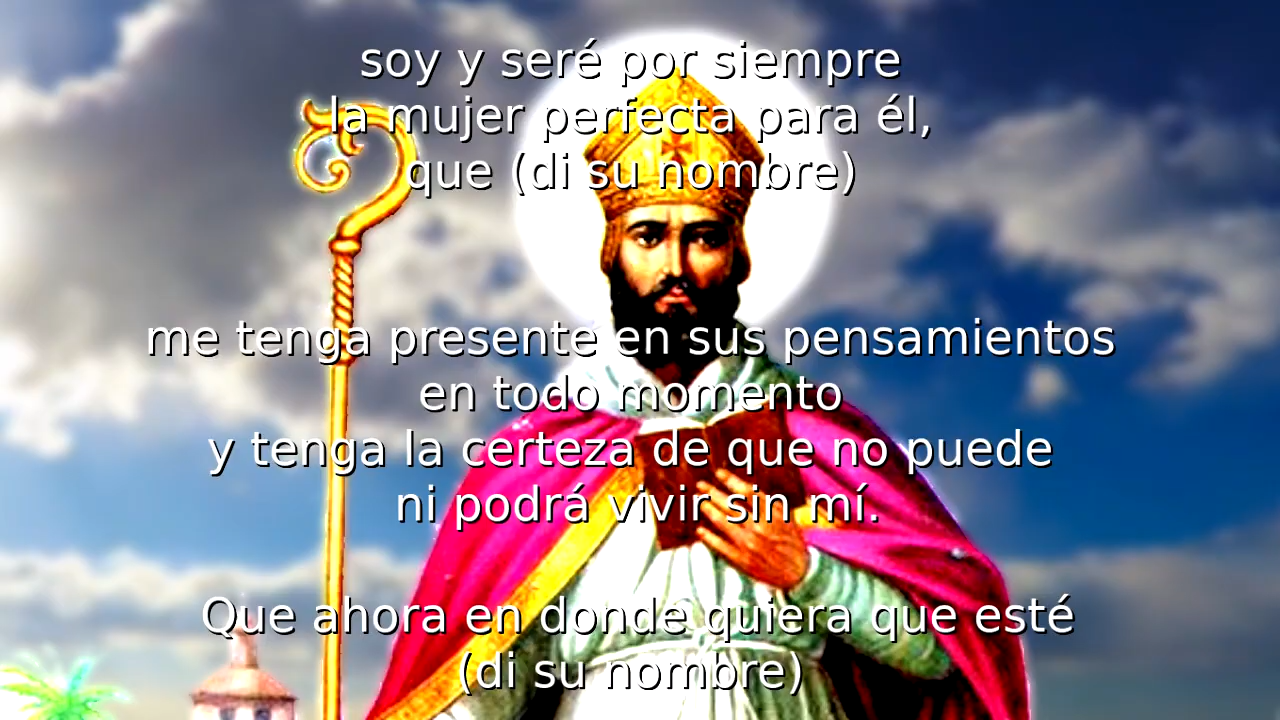 soy y seré por siempre
la mujer perfecta para él,
que (di su nombre)
me tenga presente en sus pensamientos
en todo momento
y tenga la certeza de que no puede
ni podrá vivir sin mí.
Que ahora en donde quiera que esté
(di su nombre)